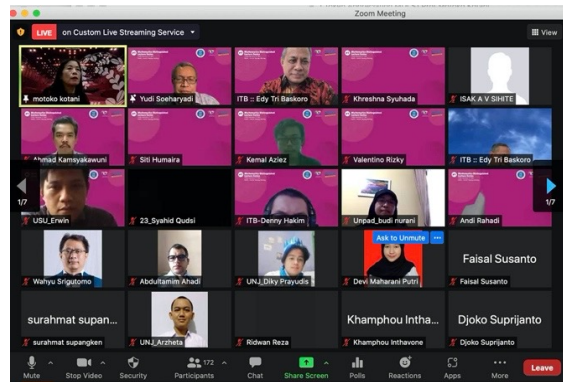 Zoom Meeting
LIVE on Custom Live Streaming Service
View
motoko kotani
Yudi Soeharyadi
ITB :: Edy Tri Baskoro
Khreshna Syuhada
ISAK A V SIHITE
Ahmad Kamsyakawuni
Siti Humaira
Kemal Aziez
Valentino Rizky
ITB :: Edy Tri Baskoro
1/7
USU_Erwin
23_Syahid Qudsi
ITB-Denny Hakim
Unpad_budi nurani
Andi Rahadi
1/7
Ask to Unmute ...
Wahyu Srigutomo
Abdultamim Ahadi
UNJ_Diky Prayudis
Devi Maharani Putri
Faisal Susanto
Faisal Susanto
surahmat supan...
surahmat supangken
UNJ_Arzheta
Ridwan Reza
Khamphou Intha...
Khamphou Inthavone
Djoko Suprijanto
Djoko Suprijanto
Mute
Stop Video
Security
172
Participants
Chat
Share Screen
Polls
Reactions
Apps
More
Leave